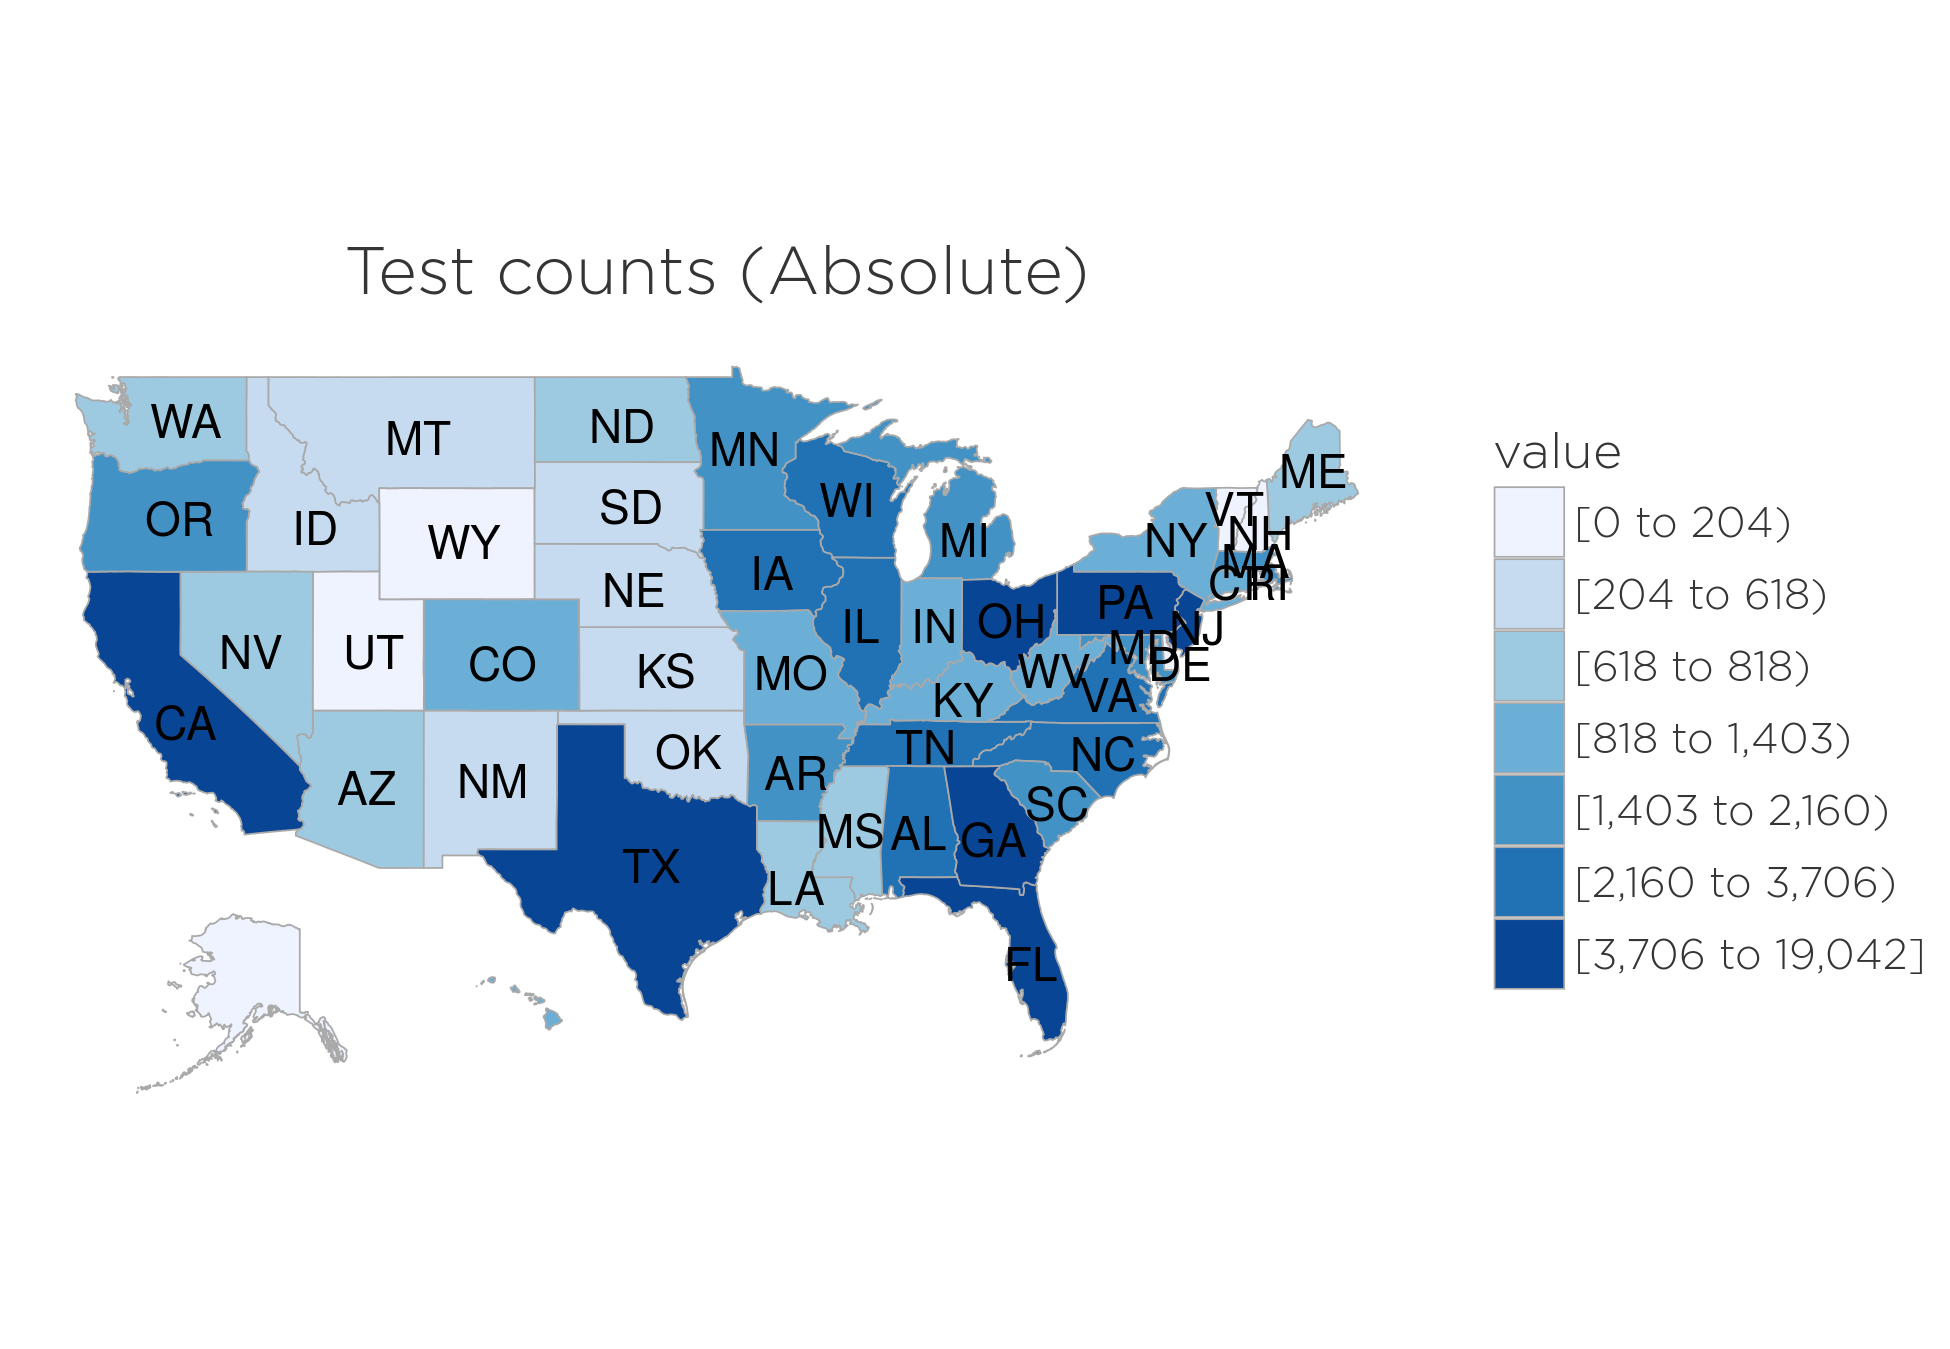 Test counts (Absolute)
WA
MT
ND
MN
OR
ID
WY
SD
WI
MI
NY
VT
NH
ME
MA
CT
RI
NV
UT
CO
NE
IA
KS
MO
IL
IN
OH
PA
NJ
MD
DE
WV
VA
KY
CA
AZ
NM
OK
AR
TN
NC
SC
TX
LA
MS
AL
GA
FL
value
[0 to 204)
[204 to 618)
[618 to 818)
[818 to 1,403)
[1,403 to 2,160)
[2,160 to 3,706)
[3,706 to 19,042]